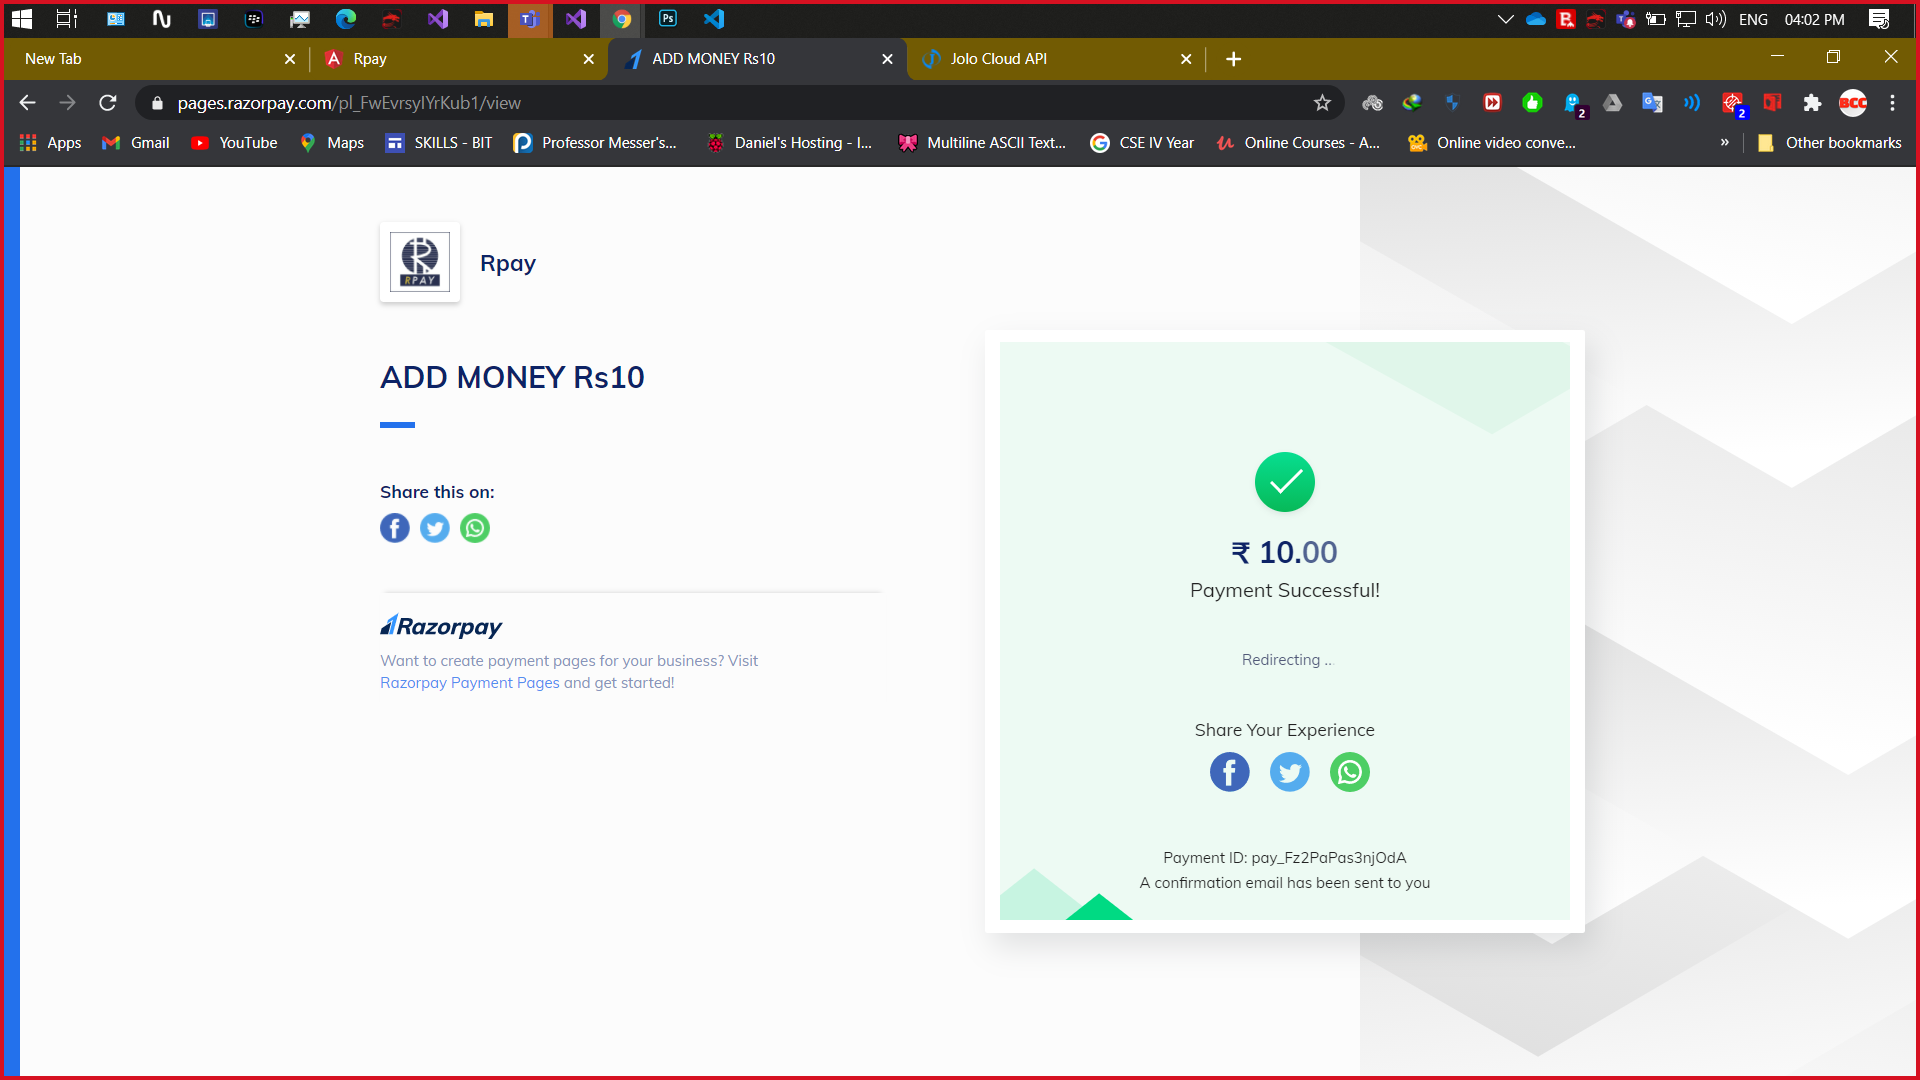 ENG 04:02 PM
New Tab
Rpay
ADD MONEY Rs10
Jolo Cloud API
pages.razorpay.com/pl_FwEvrsyIYrKub1/view
2
2
BCC
Apps
Gmail
YouTube
Maps
SKILLS - BIT
Professor Messer's...
Daniel's Hosting - I...
Multiline ASCII Text...
CSE IV Year
Online Courses - A...
Online video conve...
»
Other bookmarks
RPAY
Rpay
ADD MONEY Rs10
Share this on:
Razorpay
Want to create payment pages for your business? Visit
Razorpay Payment Pages and get started!
₹ 10.00
Payment Successful!
Redirecting ..
Share Your Experience
Payment ID: pay_Fz2PaPas3njOdA
A confirmation email has been sent to you